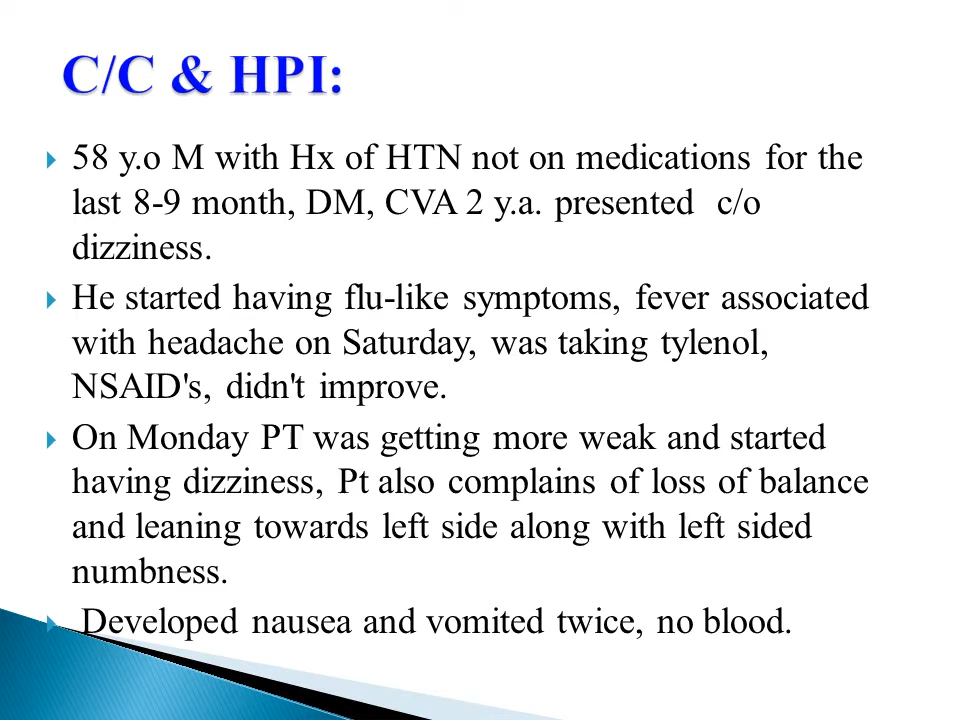 C/C & HPI:
58 y.o M with Hx of HTN not on medications for the
last 8-9 month, DM, CVA 2 y.a. presented  c/o
dizziness.
He started having flu-like symptoms, fever associated
with headache on Saturday, was taking tylenol,
NSAID's, didn't improve.
On Monday PT was getting more weak and started
having dizziness, Pt also complains of loss of balance
and leaning towards left side along with left sided
numbness.
Developed nausea and vomited twice, no blood.